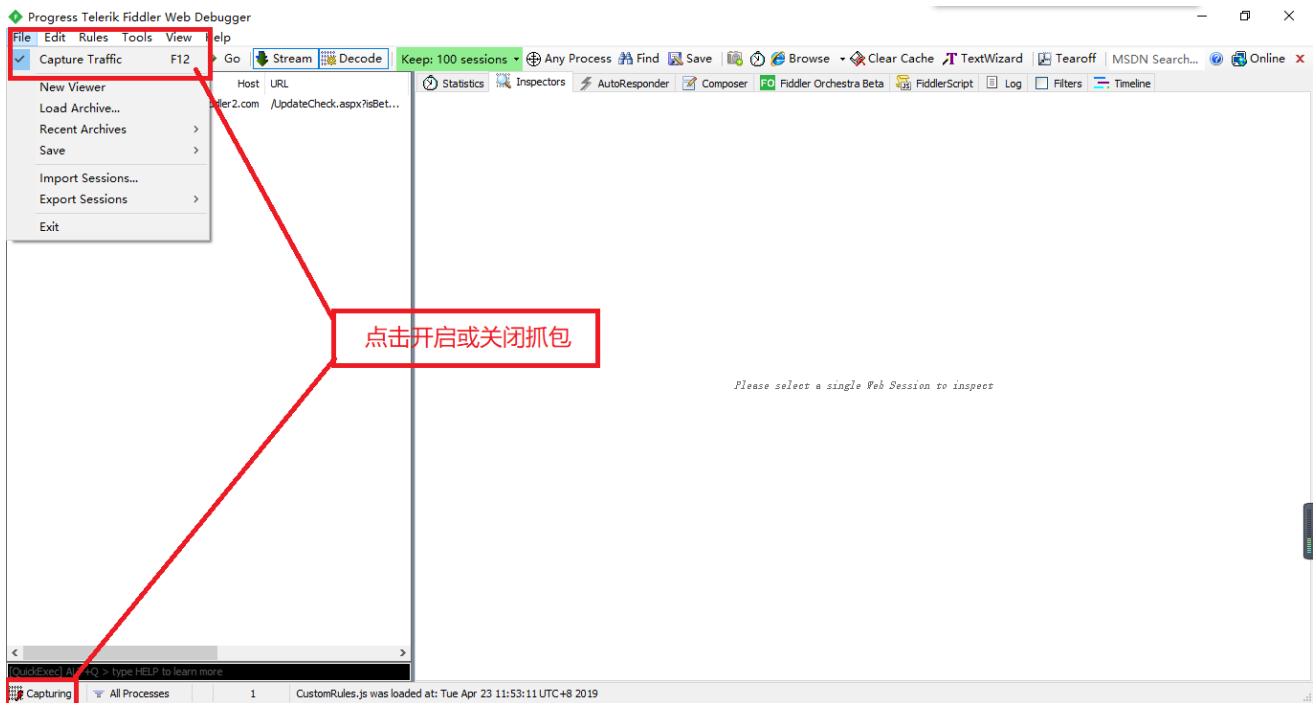 Progress Telerik Fiddler Web Debugger
File Edit Rules Tools View Help
Capture Traffic F12
Go Stream Decode Keep: 100 sessions Any Process Find Save Browse Clear Cache TextWizard Tearoff MSDN Search... Online x
Host URL
Statistics Inspectors AutoResponder Composer FO Fiddler Orchestra Beta FiddlerScript Log Filters Timeline
New Viewer
/UpdateCheck.aspx?isBet...
Load Archive...
Recent Archives
Save
Import Sessions...
Export Sessions
Exit
点击开启或关闭抓包
Please select a single Web Session to inspect
[QuickExec] ALT+Q > type HELP to learn more
Capturing All Processes 1 CustomRules.js was loaded at: Tue Apr 23 11:53:11 UTC+8 2019